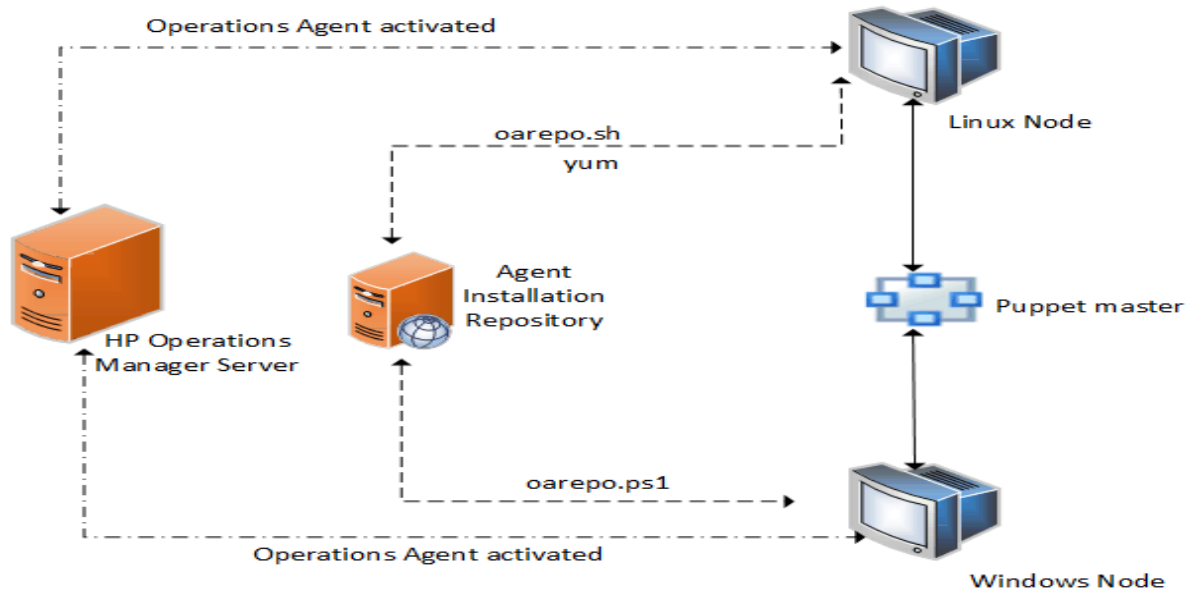 Operations Agent activated
Linux Node
oarepo.sh
yum
Agent
Installation
Repository
Puppet master
HP Operations
Manager Server
oarepo.ps1
Operations Agent activated
Windows Node